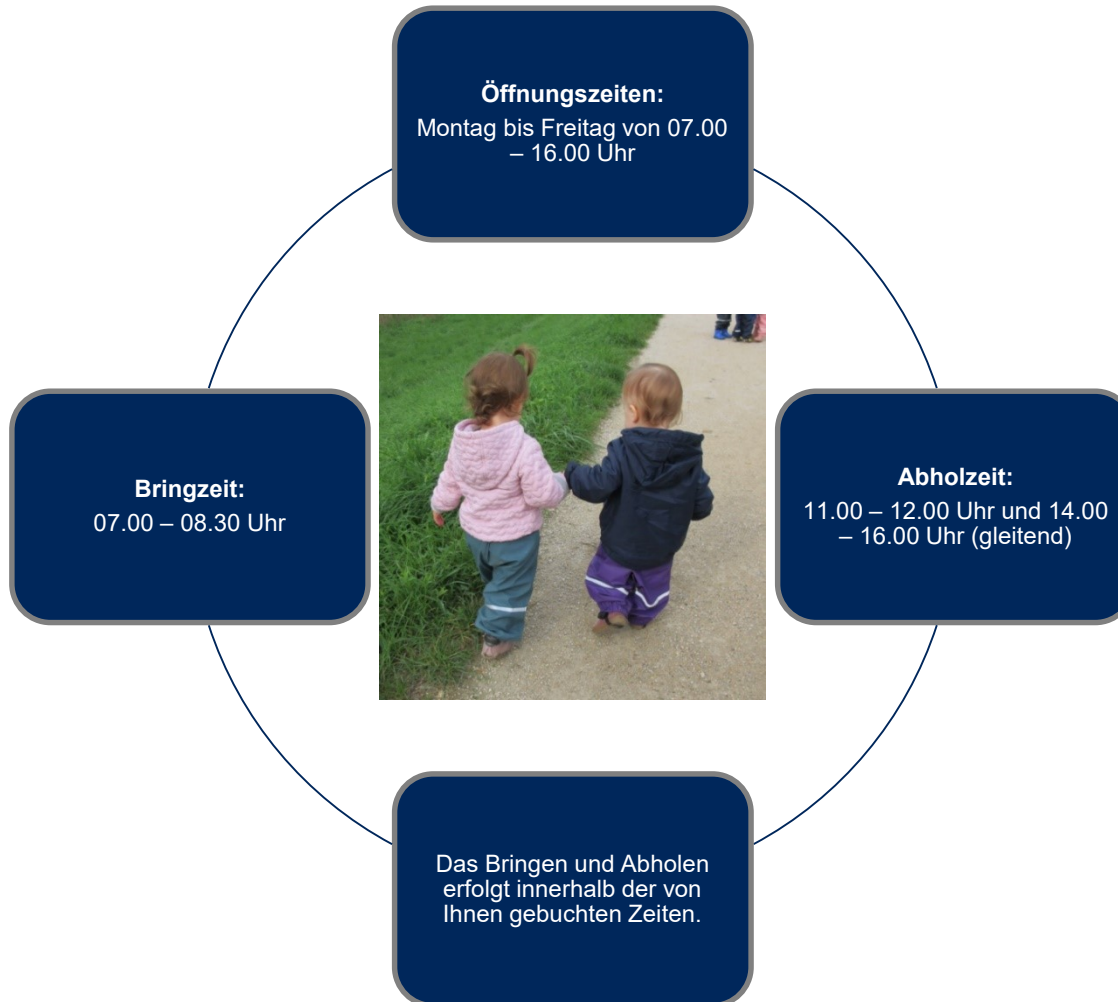 Öffnungszeiten:
Montag bis Freitag von 07.00
– 16.00 Uhr
Bringzeit:
07.00 – 08.30 Uhr
Abholzeit:
11.00 – 12.00 Uhr und 14.00
– 16.00 Uhr (gleitend)
Das Bringen und Abholen
erfolgt innerhalb der von
Ihnen gebuchten Zeiten.